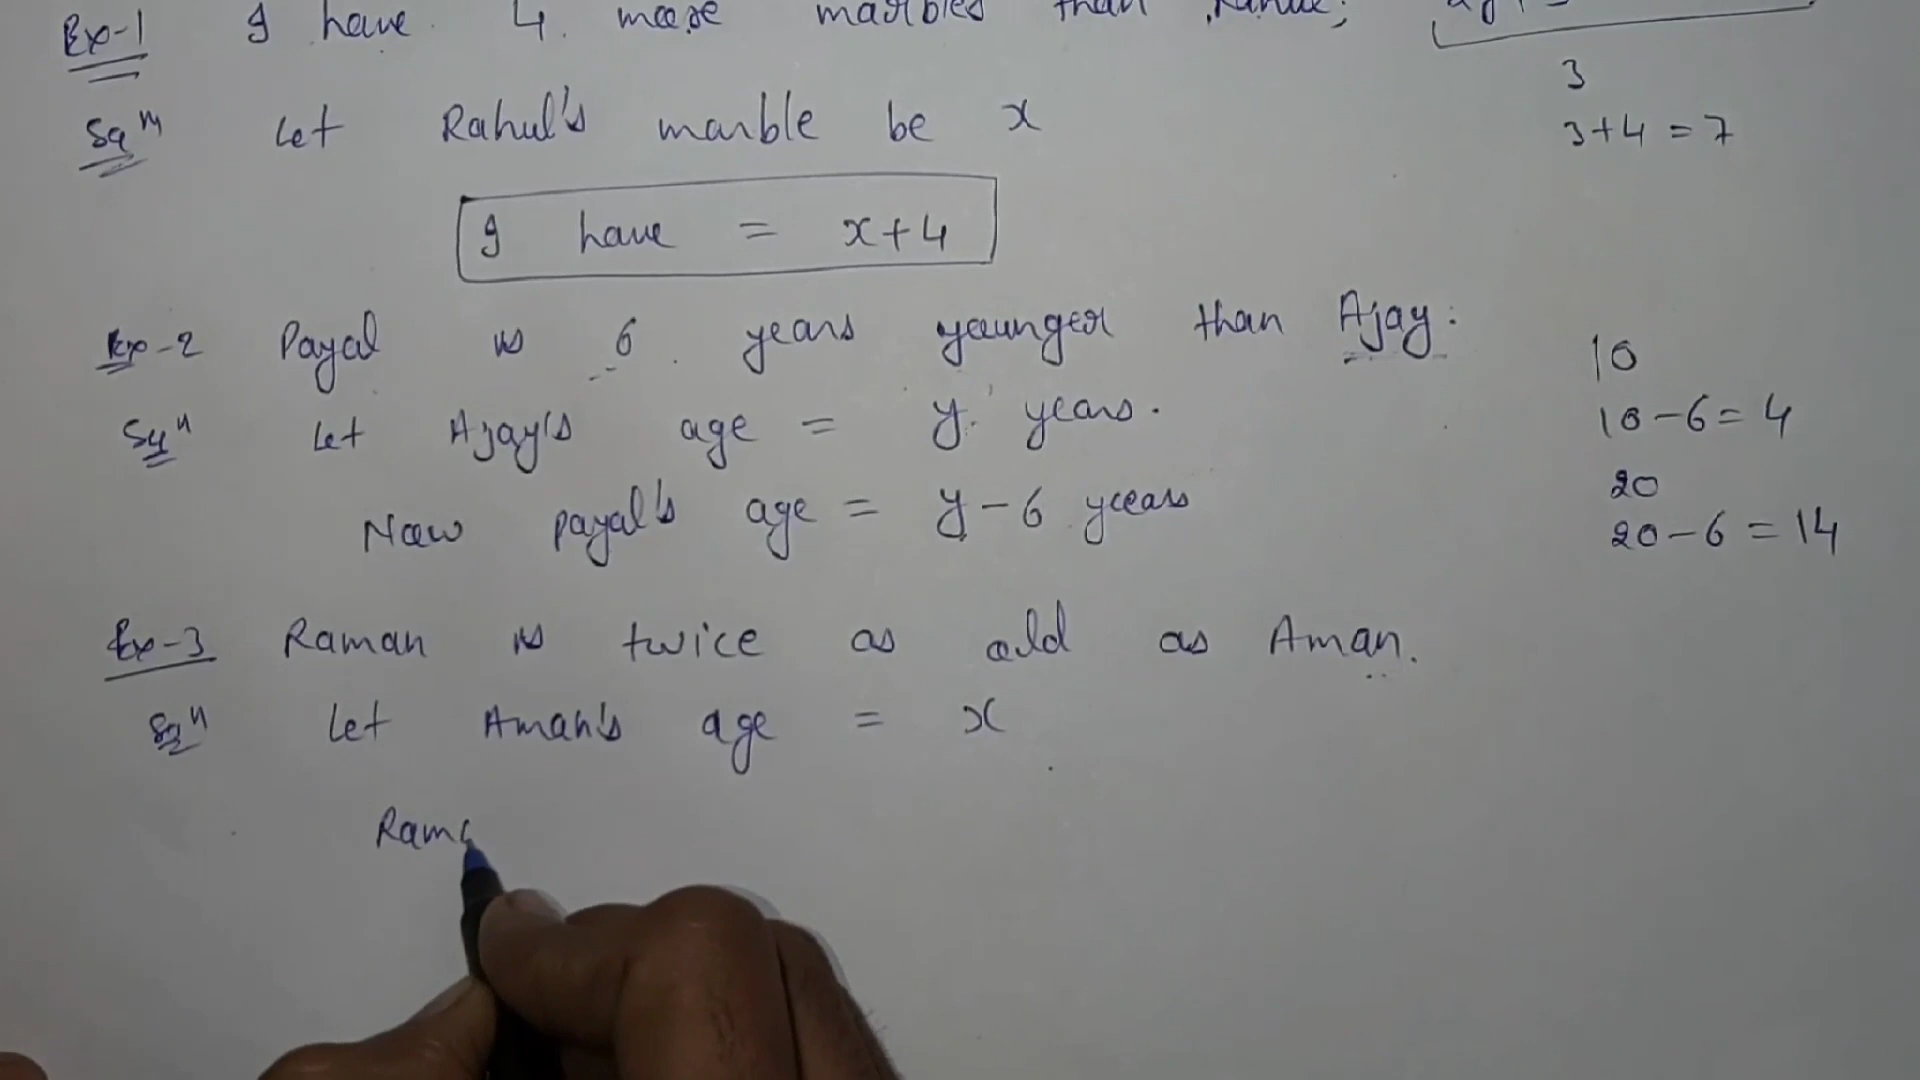 Ex-1 I have 4 more marbles than
3
Soln Let Rahul's marble be x
3+4 = 7
I have = x+4
Ex-2 Payal is 6 years younger than Ajay.
10
Soln Let Ajay's age = y years.
10-6 = 4
20
Now payal's age = y-6 years
20-6 = 14
Ex-3 Raman is twice as old as Aman.
Soln Let Aman's age = x
Rama